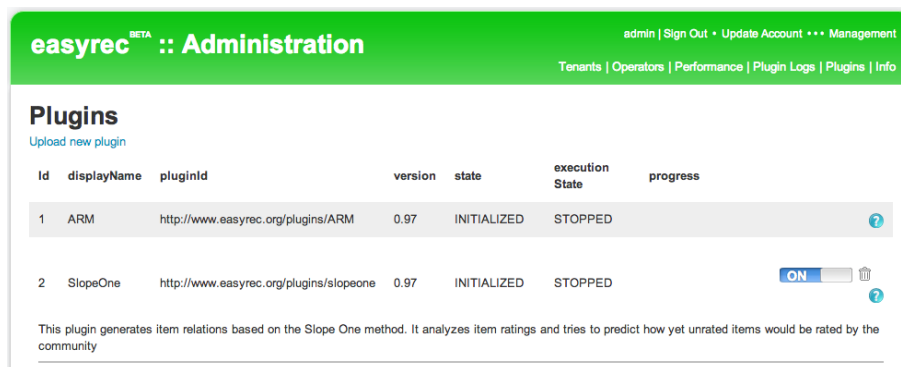 easyrec BETA :: Administration
admin | Sign Out • Update Account • • • Management
Tenants | Operators | Performance | Plugin Logs | Plugins | Info
Plugins
Upload new plugin
Id displayName pluginId version state execution State progress
1 ARM http://www.easyrec.org/plugins/ARM 0.97 INITIALIZED STOPPED ?
2 SlopeOne http://www.easyrec.org/plugins/slopeone 0.97 INITIALIZED STOPPED ON ?
This plugin generates item relations based on the Slope One method. It analyzes item ratings and tries to predict how yet unrated items would be rated by the
community